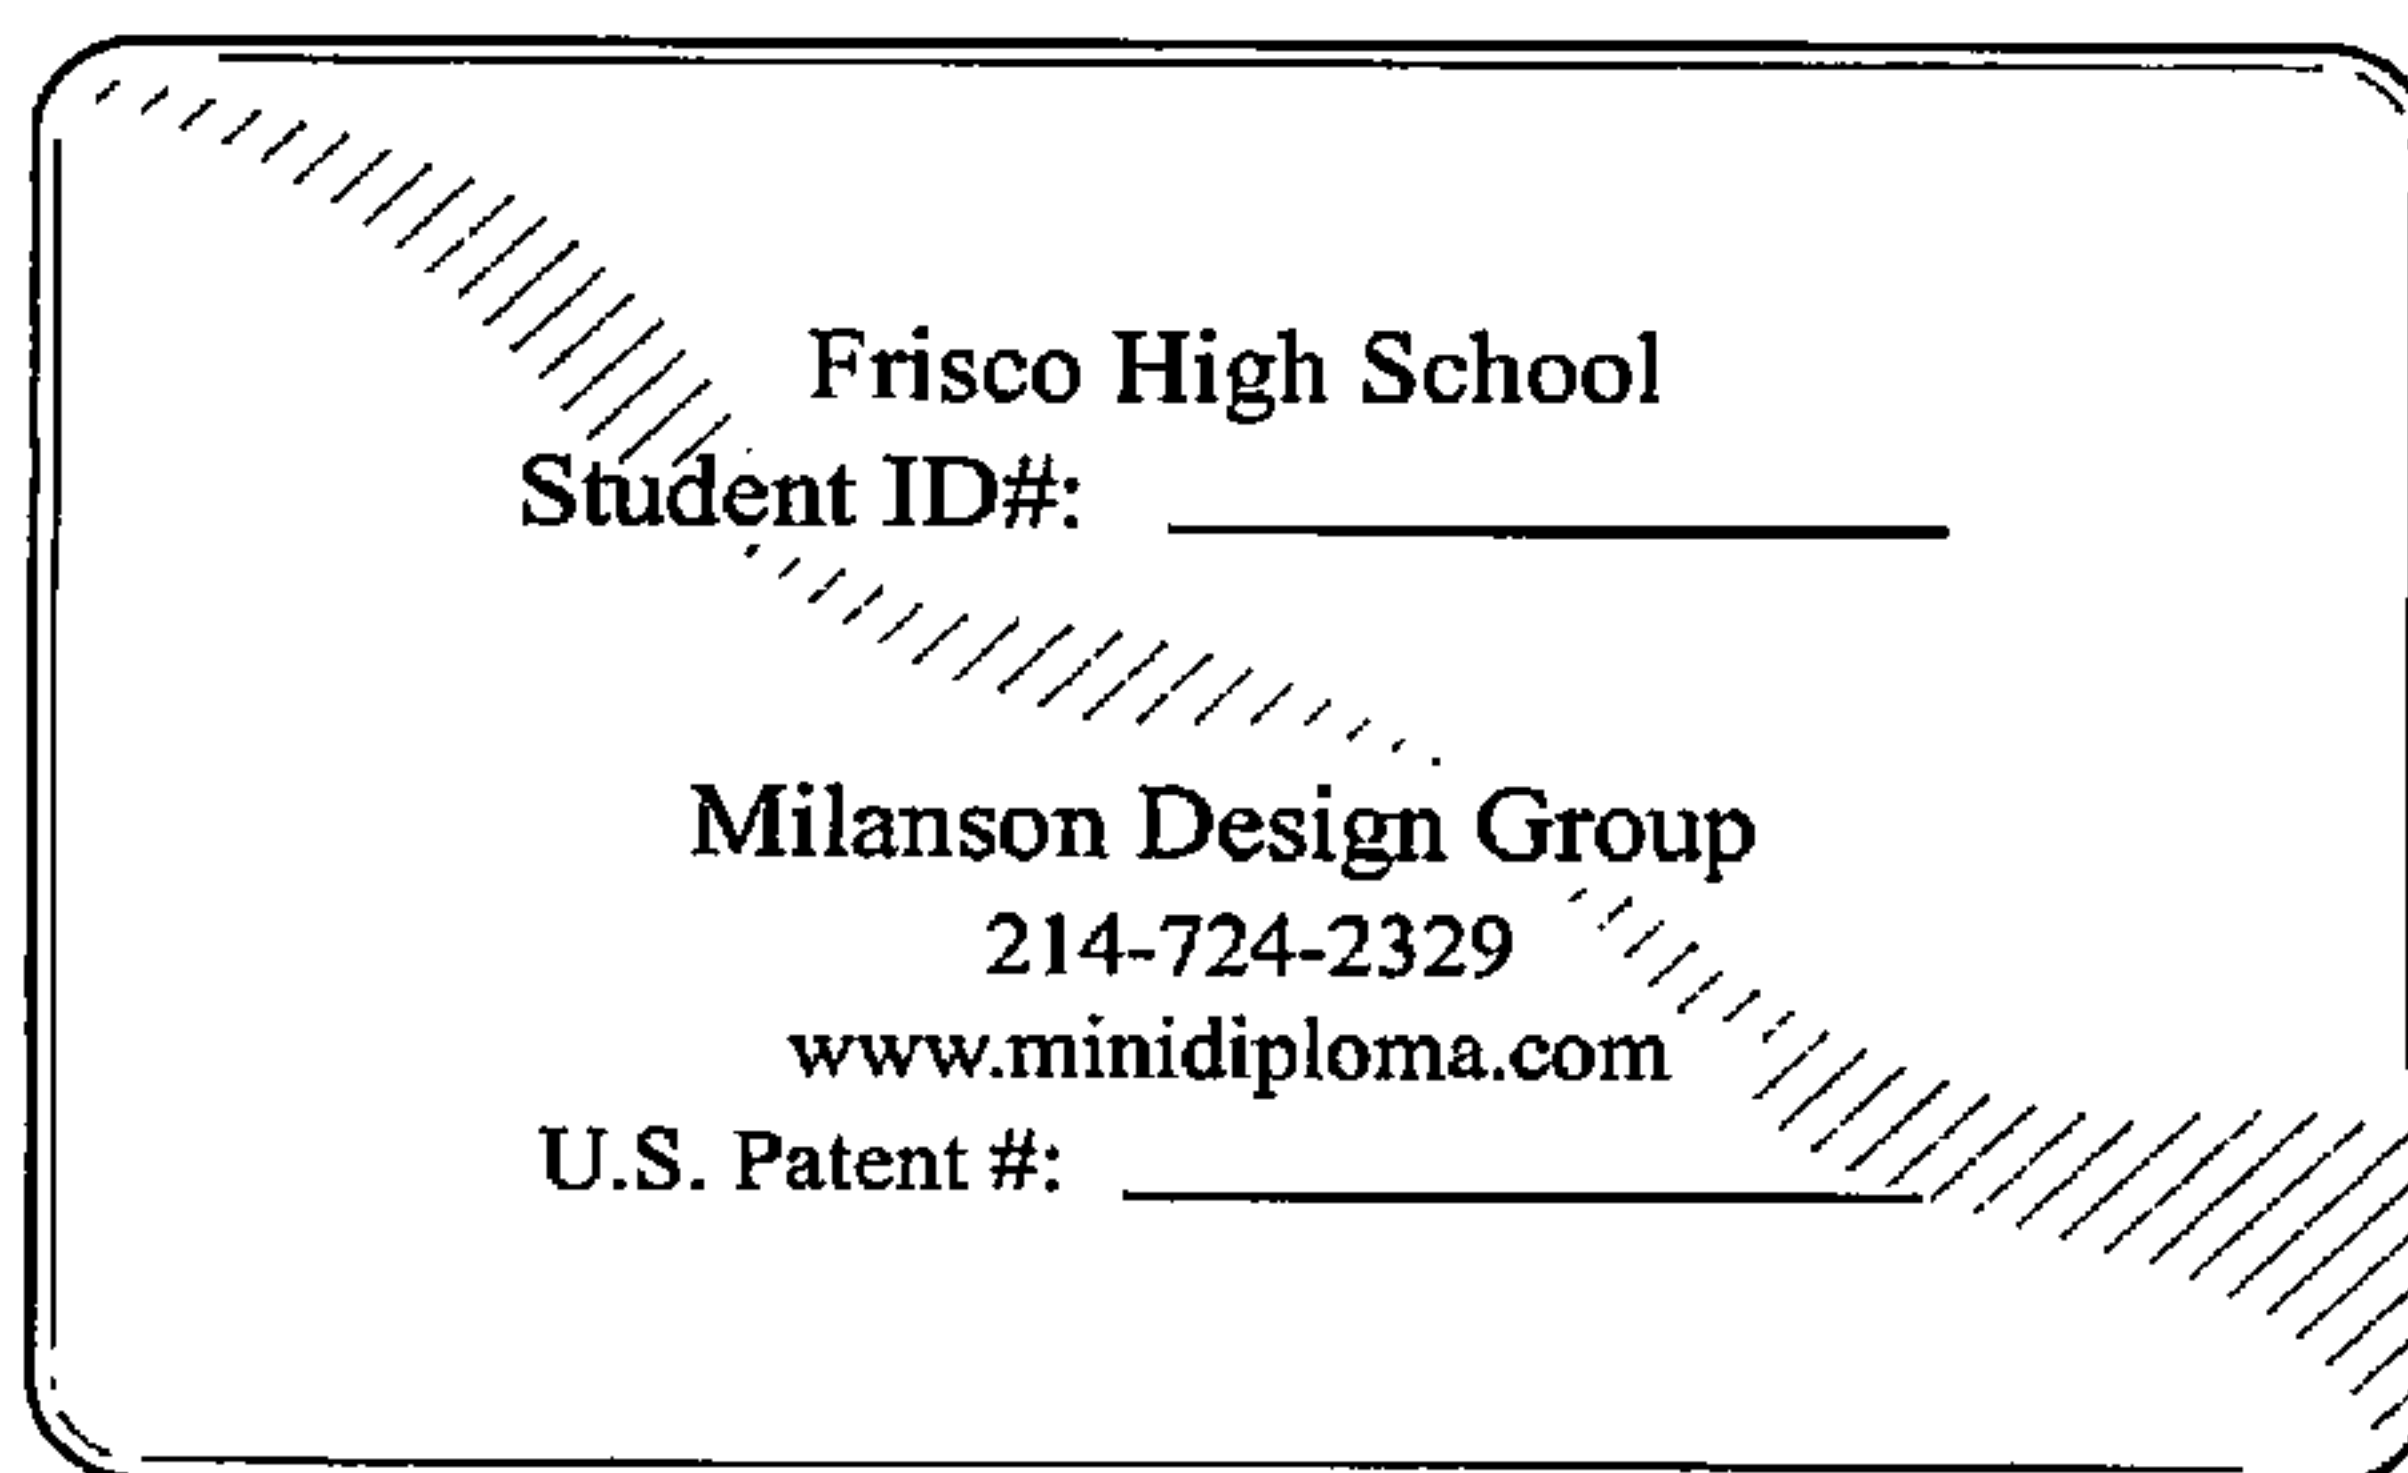 Frisco High School
Student ID#:
Milanson Design Group
214-724-2329
www.minidiploma.com
U.S. Patent #: